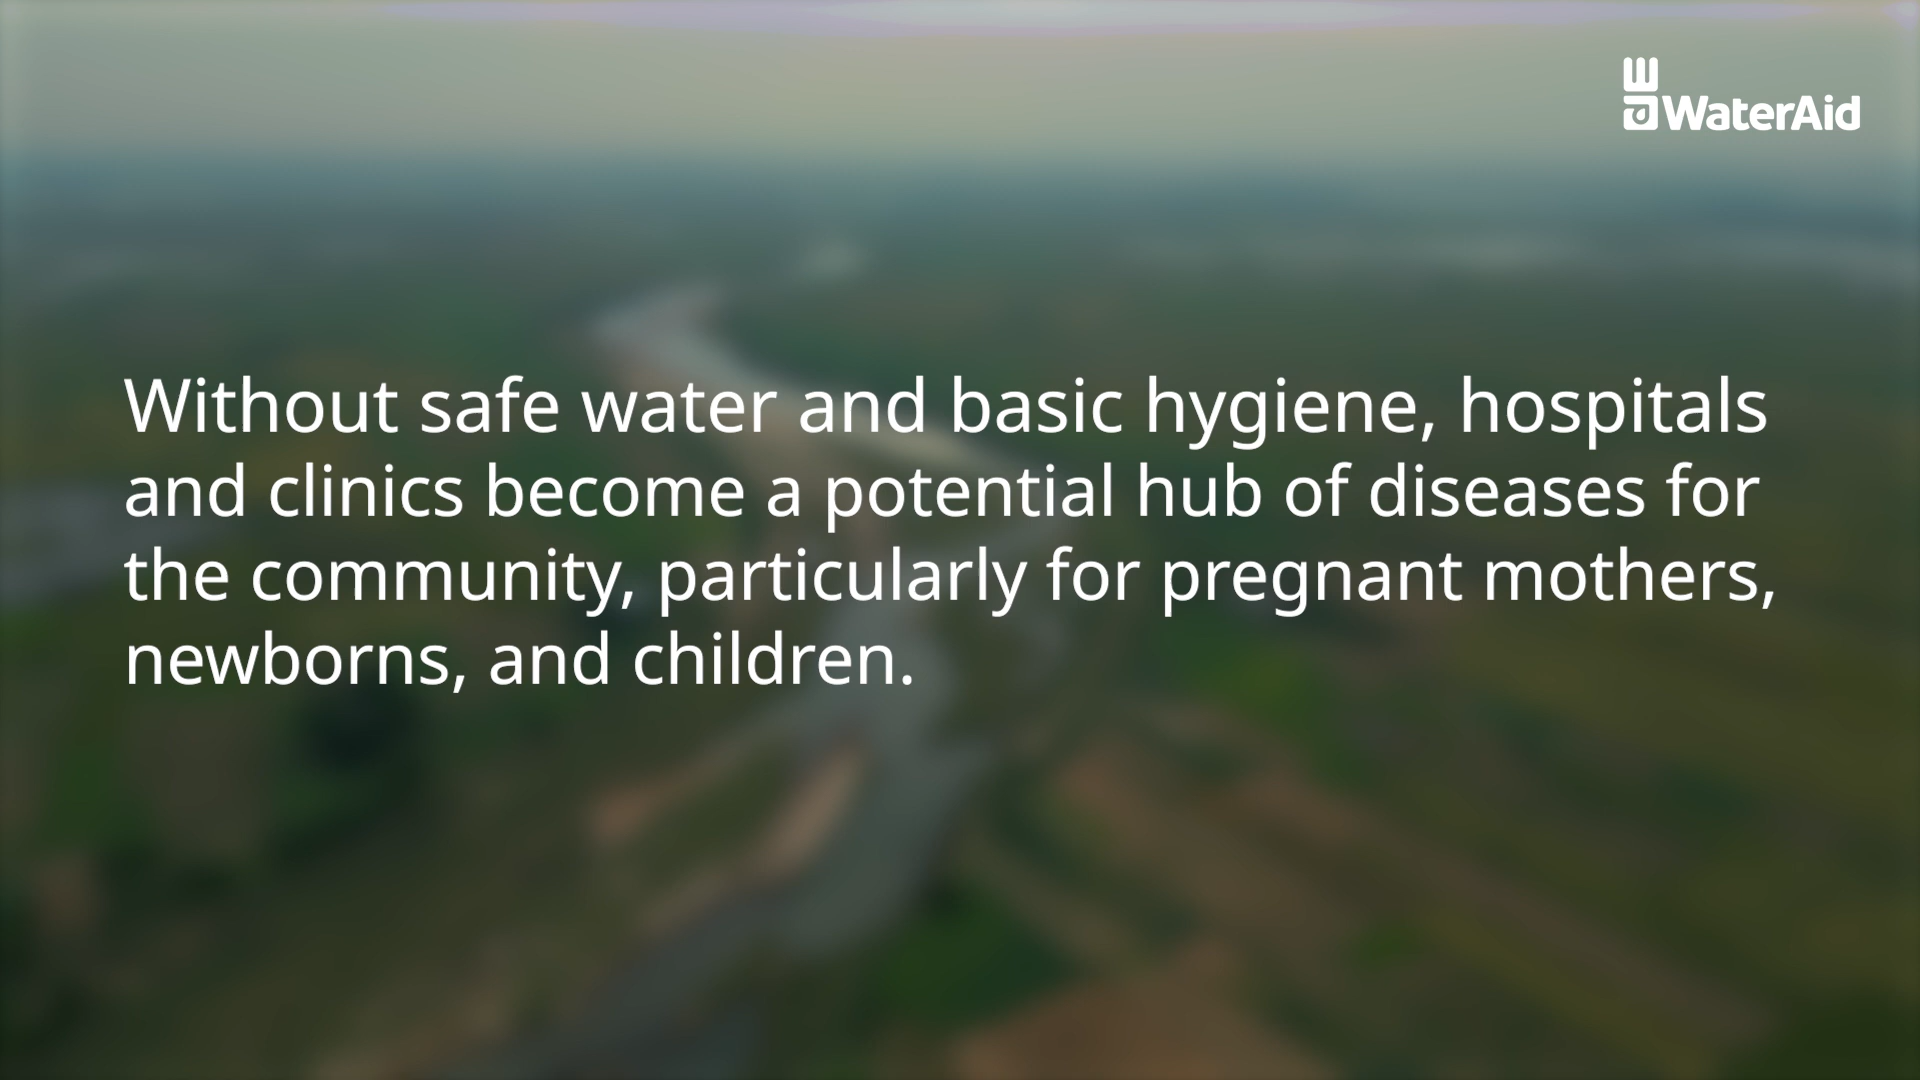 WaterAid
Without safe water and basic hygiene, hospitals
and clinics become a potential hub of diseases for
the community, particularly for pregnant mothers,
newborns, and children.